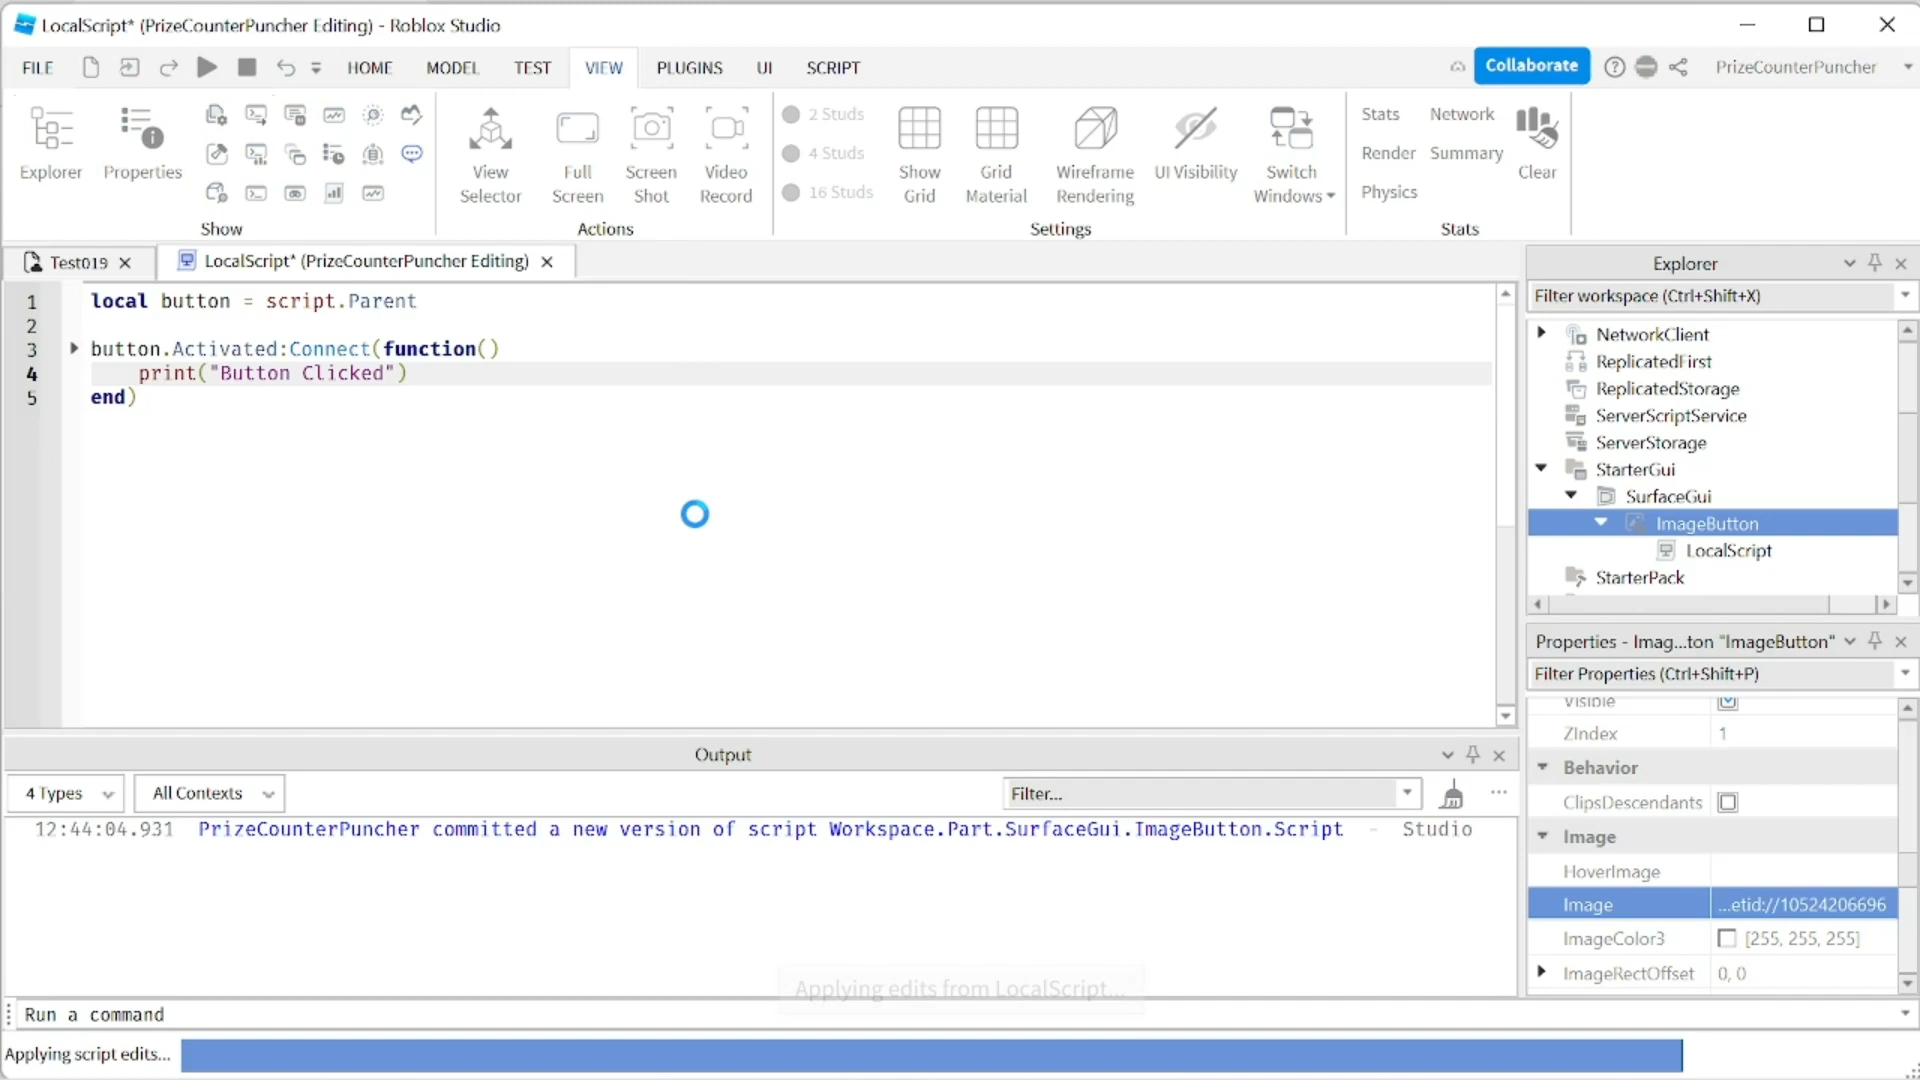 LocalScript* (PrizeCounterPuncher Editing) - Roblox Studio
FILE HOME MODEL TEST VIEW PLUGINS UI SCRIPT Collaborate PrizeCounterPuncher
Explorer
Properties
Show
View Selector
Full Screen
Screen Shot
Video Record
Actions
2 Studs
4 Studs
16 Studs
Show Grid
Grid Material
Wireframe Rendering
UI Visibility
Switch Windows
Settings
Stats Network
Render Summary
Physics
Clear
Stats
Test019
LocalScript* (PrizeCounterPuncher Editing)
1 local button = script.Parent
2
3 button.Activated:Connect(function()
4 print("Button Clicked")
5 end)
Explorer
Filter workspace (Ctrl+Shift+X)
NetworkClient
ReplicatedFirst
ReplicatedStorage
ServerScriptService
ServerStorage
StarterGui
SurfaceGui
ImageButton
LocalScript
StarterPack
Properties - Imag...ton "ImageButton"
Filter Properties (Ctrl+Shift+P)
Visible
ZIndex 1
Behavior
ClipsDescendants
Image
HoverImage
Image ...etid://10524206696
ImageColor3 [255, 255, 255]
ImageRectOffset 0, 0
Output
4 Types All Contexts Filter... ...
12:44:04.931 PrizeCounterPuncher committed a new version of script Workspace.Part.SurfaceGui.ImageButton.Script - Studio
Applying edits from LocalScript...
Run a command
Applying script edits...